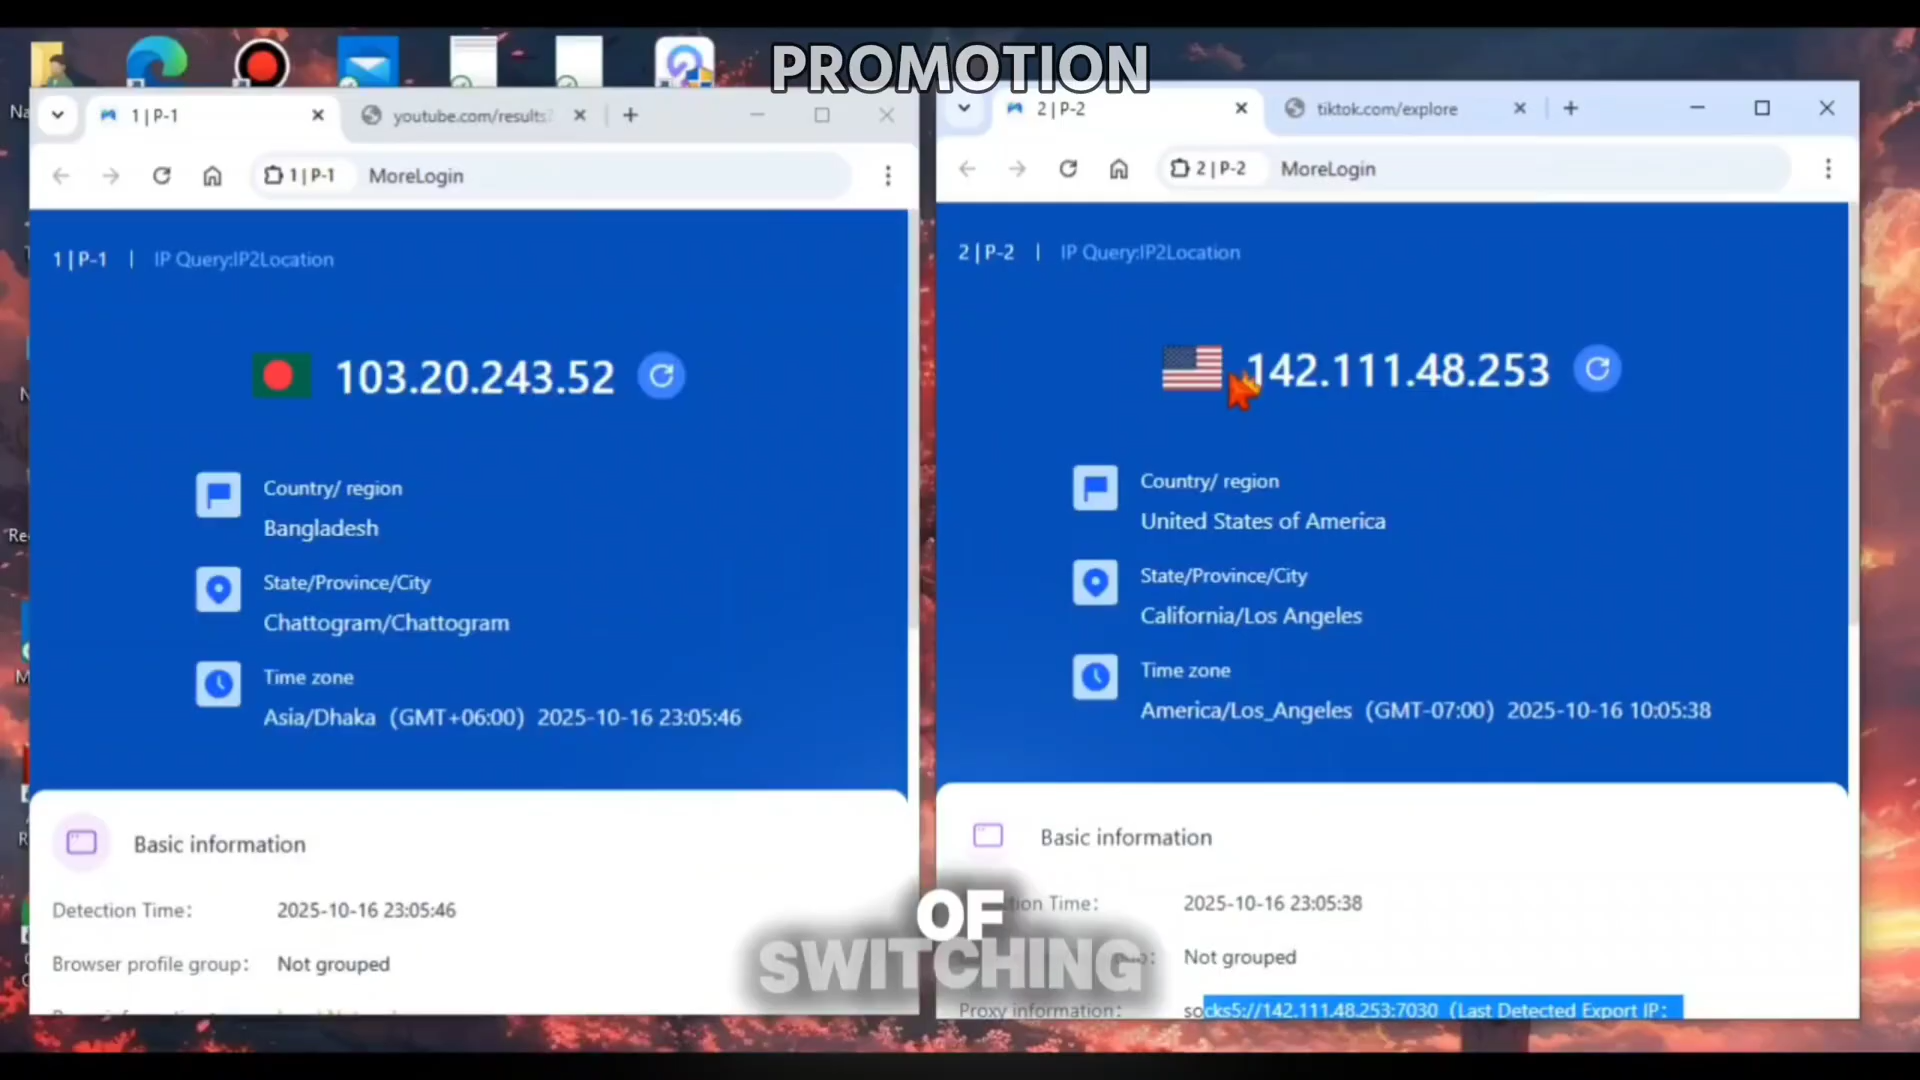 PROMOTION
1 | P-1
youtube.com/results?
1 | P-1
MoreLogin
1 | P-1 | IP Query:IP2Location
103.20.243.52
Country/ region
Bangladesh
State/Province/City
Chattogram/Chattogram
Time zone
Asia/Dhaka (GMT+06:00) 2025-10-16 23:05:46
Basic information
Detection Time: 2025-10-16 23:05:46
Browser profile group: Not grouped
2 | P-2
tiktok.com/explore
2 | P-2
MoreLogin
2 | P-2 | IP Query:IP2Location
142.111.48.253
Country/ region
United States of America
State/Province/City
California/Los Angeles
Time zone
America/Los_Angeles (GMT-07:00) 2025-10-16 10:05:38
Basic information
Time: 2025-10-16 23:05:38
Not grouped
Proxy information: socks5://142.111.48.253:7030 (Last Detected Export IP:
OF
SWITCHING